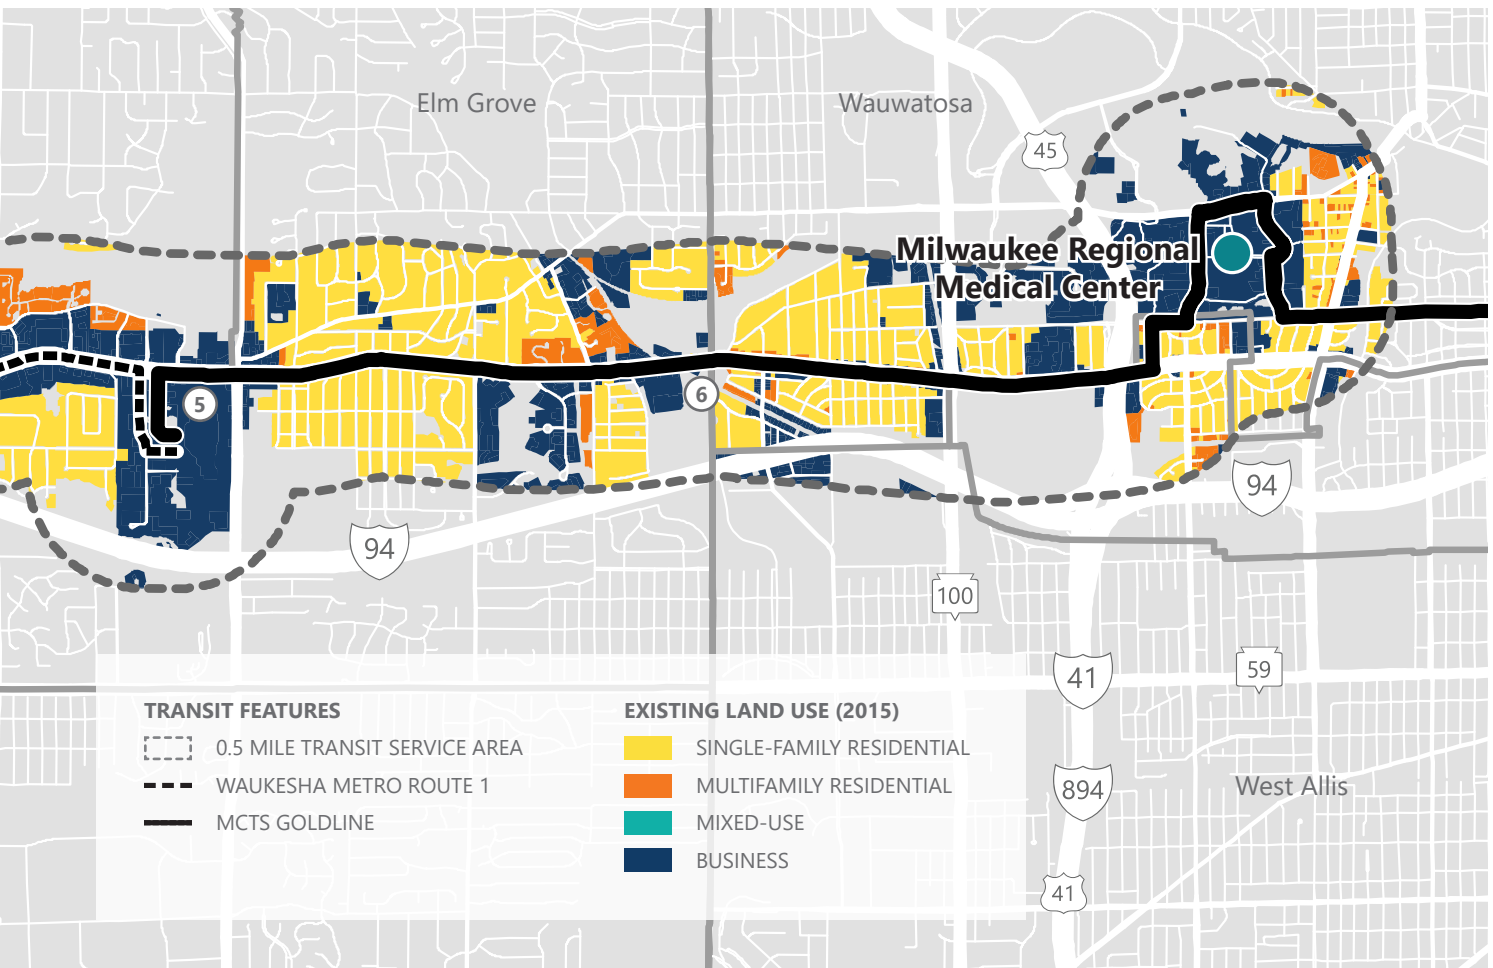 Elm Grove
Wauwatosa
45
Milwaukee Regional
Medical Center
5
6
94
94
100
59
41
TRANSIT FEATURES
0.5 MILE TRANSIT SERVICE AREA
WAUKESHA METRO ROUTE 1
MCTS GOLDLINE
EXISTING LAND USE (2015)
SINGLE-FAMILY RESIDENTIAL
MULTIFAMILY RESIDENTIAL
MIXED-USE
BUSINESS
894
West Allis
41